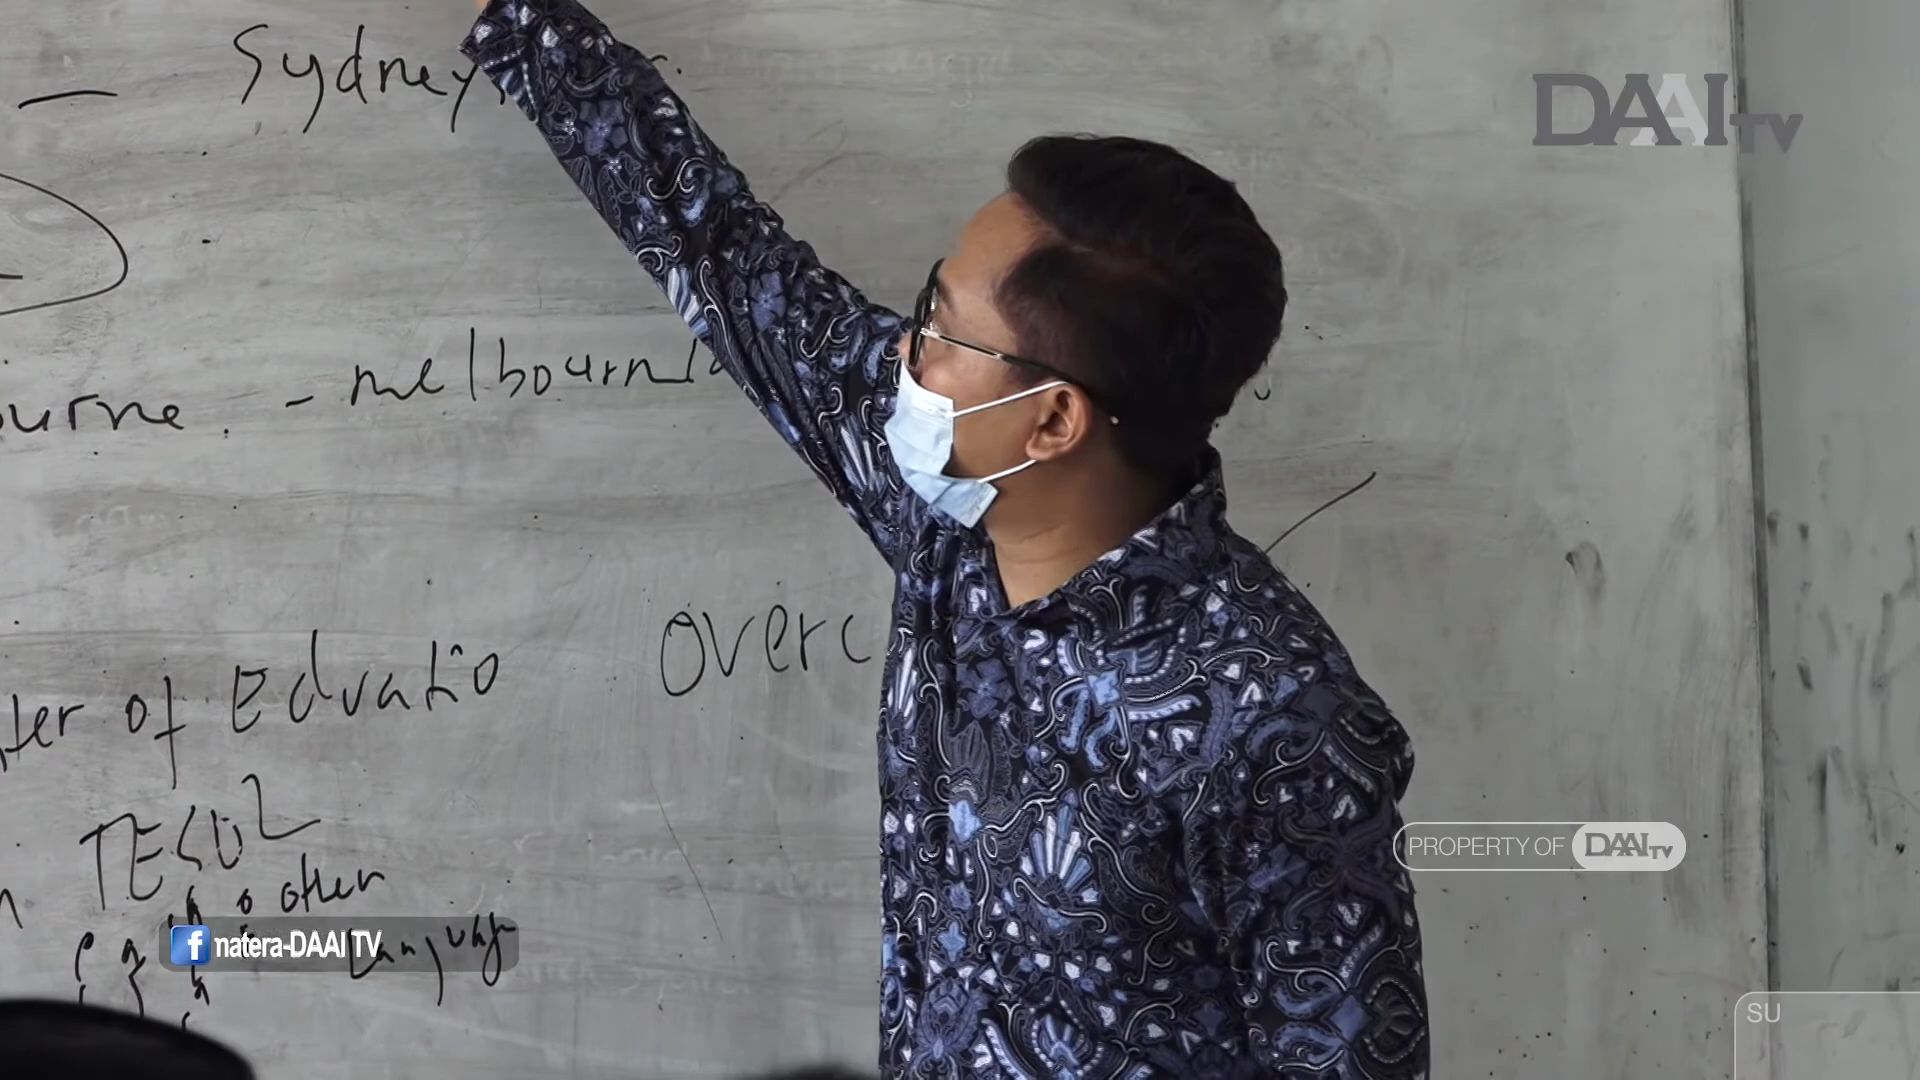 — Sydney
DAAI TV
ourne. - melbourn
overc
ter of Educatio
TESOL
other
PROPERTY OF DAAI TV
natera-DAAI TV
Language
SU